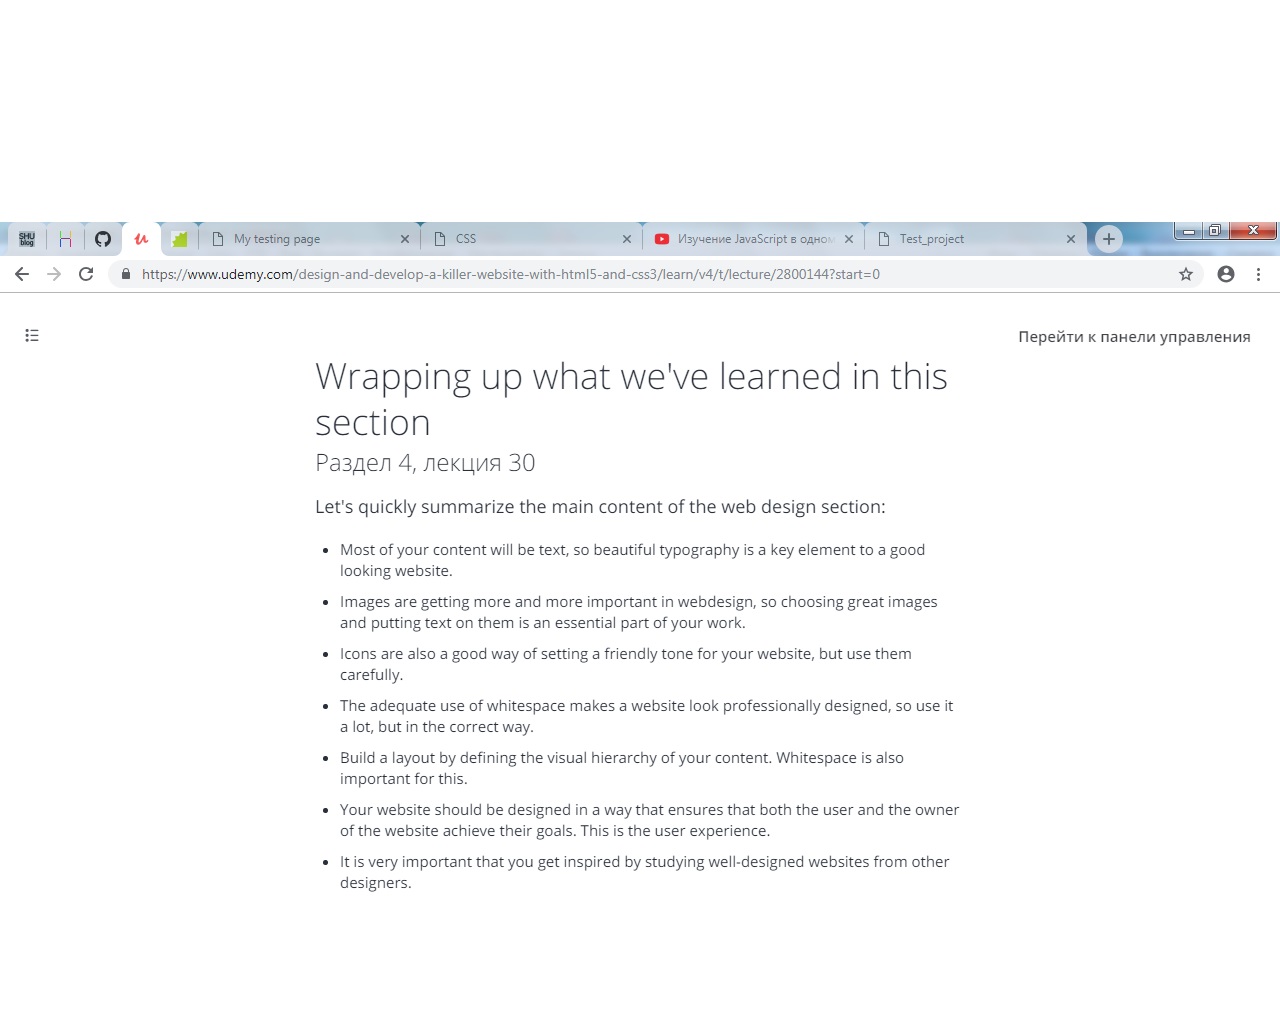 SHU
blog
My testing page
CSS
Изучение JavaScript в одном
Test_project
https://www.udemy.com/design-and-develop-a-killer-website-with-html5-and-css3/learn/v4/t/lecture/2800144?start=0
Перейти к панели управления
Wrapping up what we've learned in this
section
Раздел 4, лекция 30
Let's quickly summarize the main content of the web design section:
Most of your content will be text, so beautiful typography is a key element to a good
looking website.
Images are getting more and more important in webdesign, so choosing great images
and putting text on them is an essential part of your work.
Icons are also a good way of setting a friendly tone for your website, but use them
carefully.
The adequate use of whitespace makes a website look professionally designed, so use it
a lot, but in the correct way.
Build a layout by defining the visual hierarchy of your content. Whitespace is also
important for this.
Your website should be designed in a way that ensures that both the user and the owner
of the website achieve their goals. This is the user experience.
It is very important that you get inspired by studying well-designed websites from other
designers.